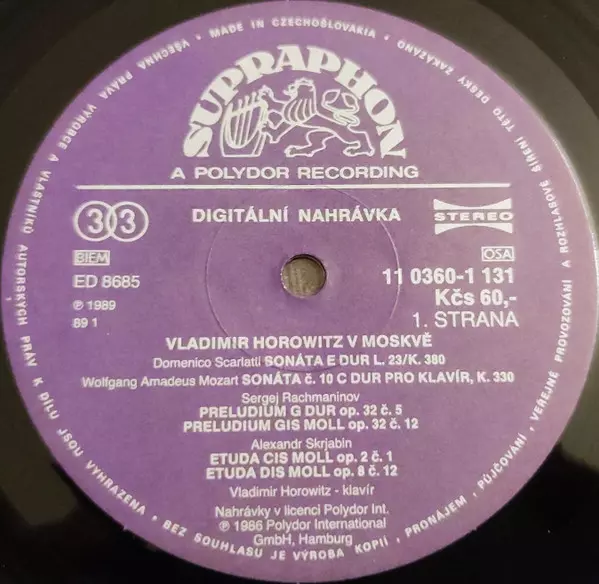 MADE IN CZECHOSLOVAKIA • VŠECHNA PRÁVA VÝROBCE A VLASTNÍKŮ AUTORSKÝCH PRÁV K DÍLU JSOU VYHRAZENA • BEZ SOUHLASU JE VÝROBA KOPIÍ, PRONÁJEM, PŮJČOVÁNÍ, VEŘEJNÉ PROVOZOVÁNÍ A ROZHLASOVÉ ŠÍŘENÍ TÉTO DESKY ZAKÁZÁNO •
SUPRAPHON
A POLYDOR RECORDING
33 DIGITÁLNÍ NAHRÁVKA STEREO
BIEM OSA
ED 8685 11 0360-1 131
℗ 1989 Kčs 60,-
89 1 1. STRANA
VLADIMIR HOROWITZ V MOSKVĚ
Domenico Scarlatti SONÁTA E DUR L. 23/K. 380
Wolfgang Amadeus Mozart SONÁTA č. 10 C DUR PRO KLAVÍR, K. 330
Sergej Rachmaninov
PRELUDIUM G DUR op. 32 č. 5
PRELUDIUM GIS MOLL op. 32 č. 12
Alexandr Skrjabin
ETUDA CIS MOLL op. 2 č. 1
ETUDA DIS MOLL op. 8 č. 12
Vladimir Horowitz - klavír
Nahrávky v licenci Polydor Int.
℗ 1986 Polydor International
GmbH, Hamburg